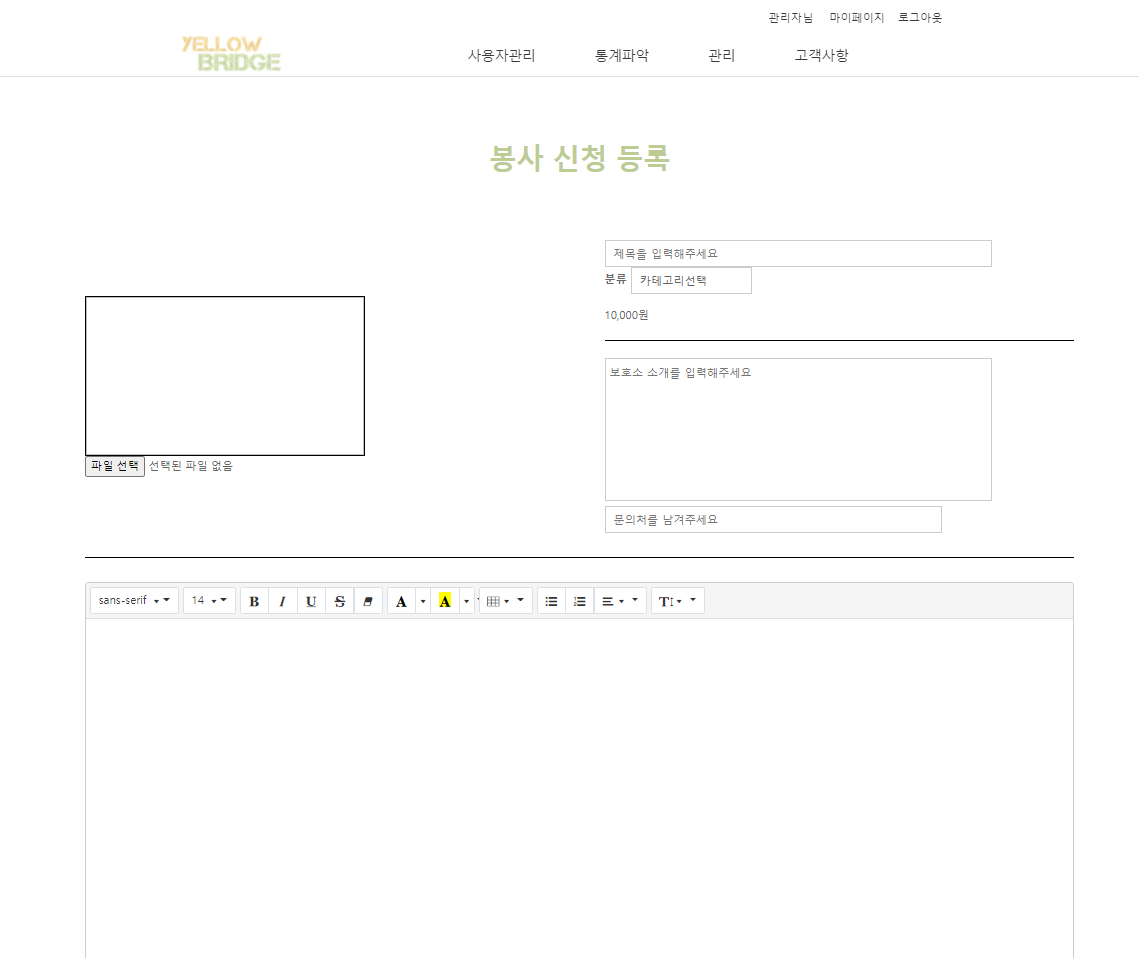 관리자님 마이페이지 로그아웃
YELLOW
BRIDGE
사용자관리 통계파악 관리 고객사항
봉사 신청 등록
제목을 입력해주세요
분류 카테고리선택
10,000원
보호소 소개를 입력해주세요
파일 선택 선택된 파일 없음
문의처를 남겨주세요
sans-serif 14 B I U S A A T